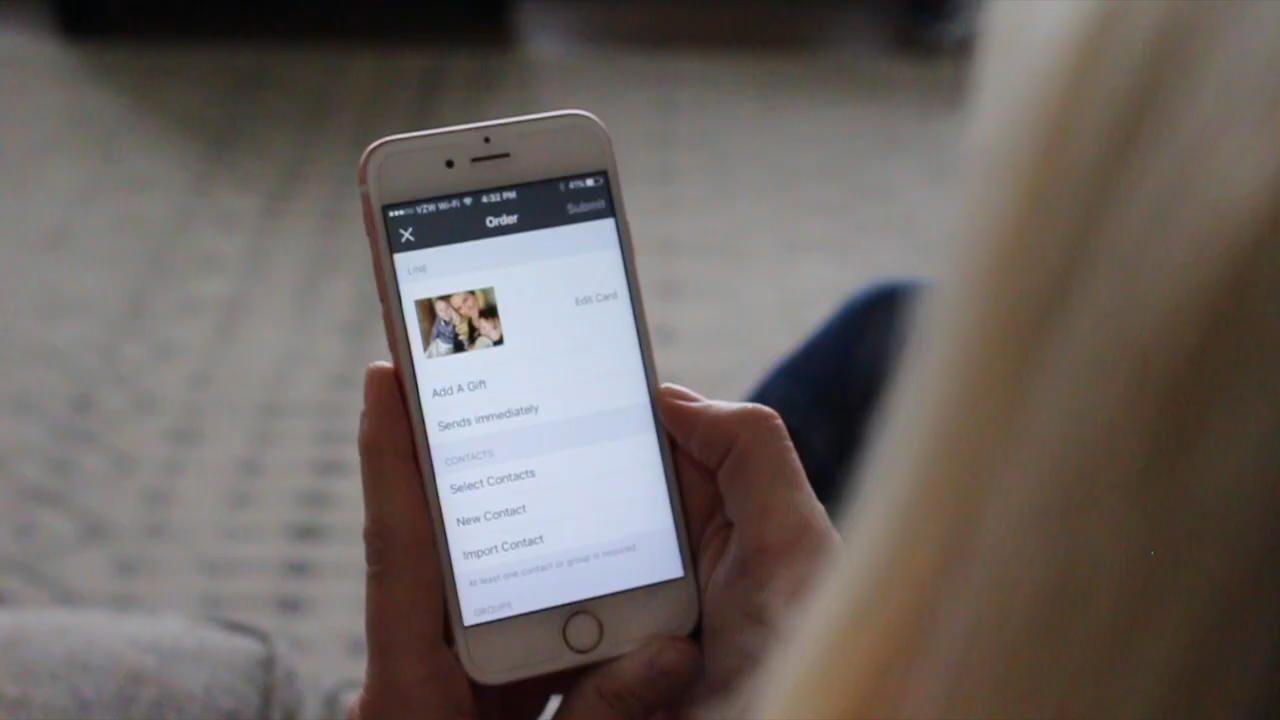 VZW Wi-Fi 4:32 PM 41%
Order Submit
LINE
Edit Card
Add A Gift
Sends immediately
CONTACTS
Select Contacts
New Contact
Import Contact
At least one contact or group is required.
GROUPS